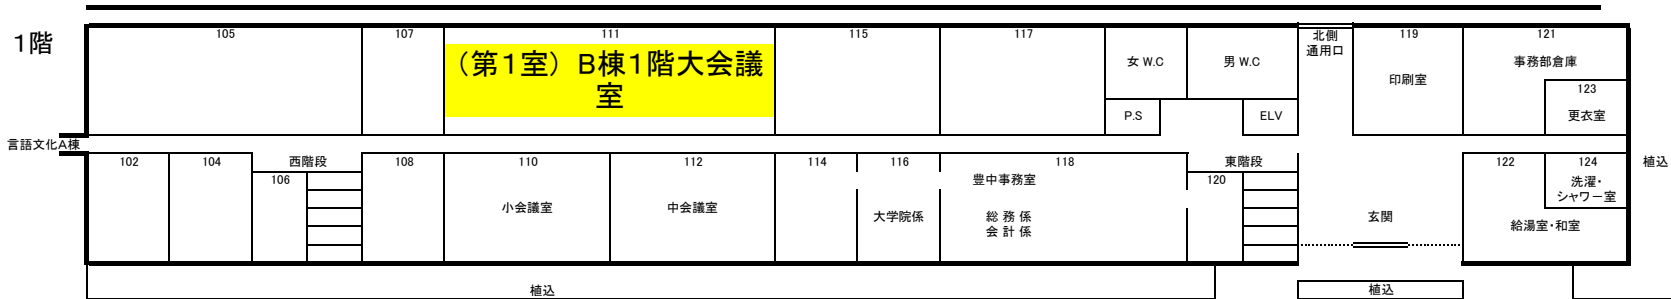 1階
105
107
111
（第1室）B棟1階大会議
室
115
117
女 W.C
男 W.C
北側
通用口
119
印刷室
121
事務部倉庫
123
更衣室
P.S
ELV
言語文化A棟
102
104
西階段
106
108
110
小会議室
112
中会議室
114
116
大学院係
118
豊中事務室
総 務 係
会 計 係
東階段
120
玄関
122
給湯室・和室
124
洗濯・
シャワー室
植込
植込
植込